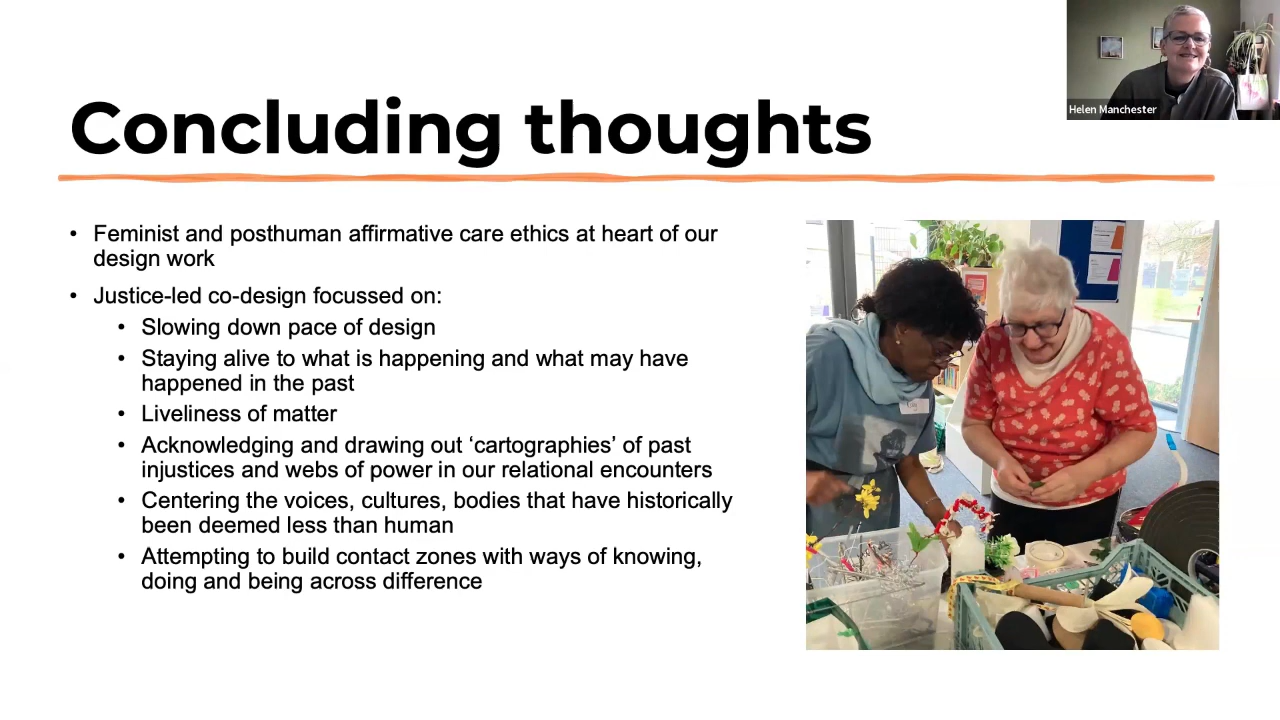 Helen Manchester
Concluding thoughts
• Feminist and posthuman affirmative care ethics at heart of our
design work
• Justice-led co-design focussed on:
• Slowing down pace of design
• Staying alive to what is happening and what may have
happened in the past
• Liveliness of matter
• Acknowledging and drawing out ‘cartographies’ of past
injustices and webs of power in our relational encounters
• Centering the voices, cultures, bodies that have historically
been deemed less than human
• Attempting to build contact zones with ways of knowing,
doing and being across difference